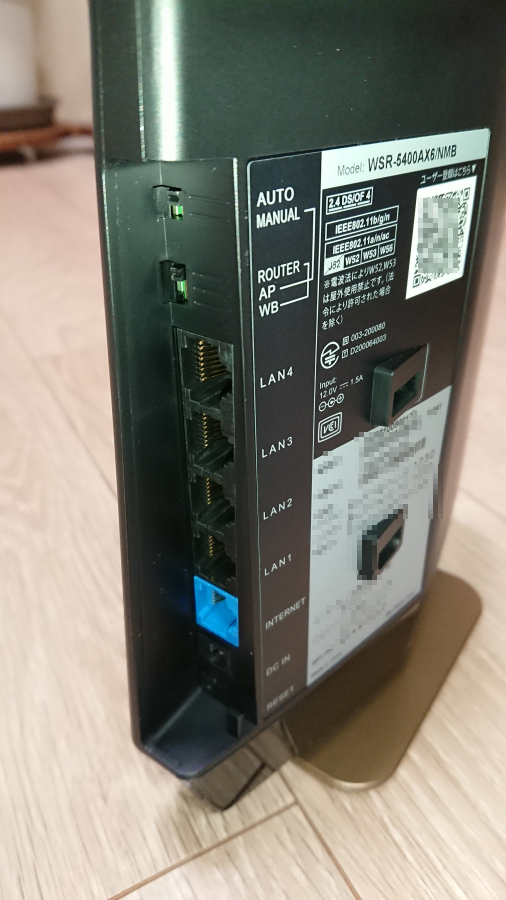 Model: WSR-5400AX6/NMB
ユーザー登録はこちら▼
AUTO
MANUAL
ROUTER
AP
WB
LAN4
LAN3
LAN2
LAN1
INTERNET
DC IN
RESET
2.4 DS/OF 4
IEEE802.11b/g/n
IEEE802.11a/n/ac
J52 W52 W53 W56
※電波法によりW52,W53
は屋外使用禁止です。(法
令により許可された場合
を除く)
R 003-200080
T D200064003
Input:
12.0V ⎓ 1.5A
VCI